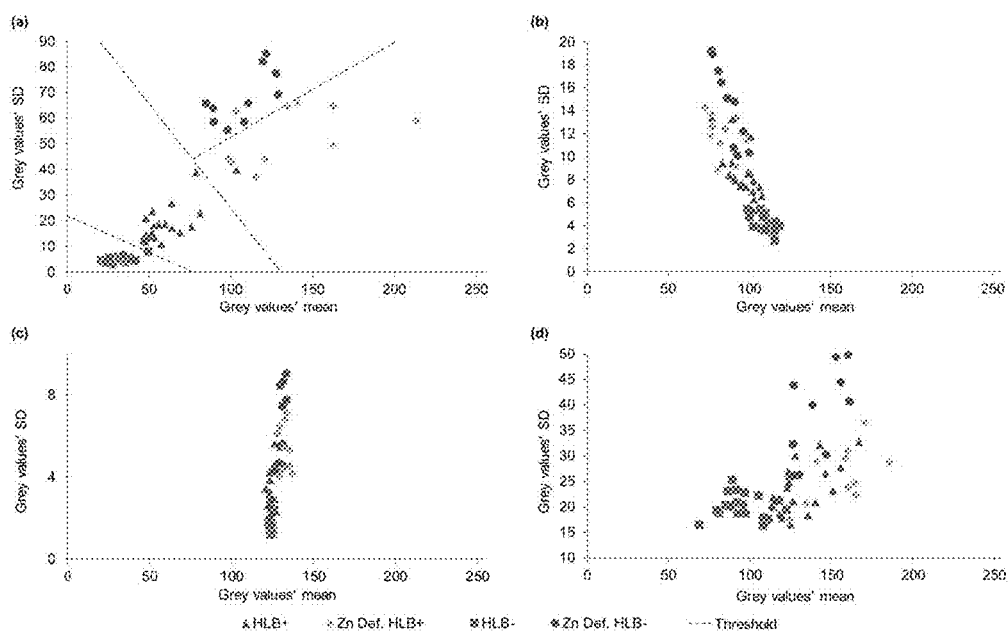 (a)
90
80
70
60
50
40
30
20
10
0
Grey values' SD
0 50 100 150 200 250
Grey values' mean
(b)
20
18
16
14
12
10
8
6
4
2
0
Grey values' SD
0 50 100 150 200 250
Grey values' mean
(c)
8
4
0
Grey values' SD
0 50 100 150 200 250
Grey values' mean
(d)
50
45
40
35
30
25
20
15
10
Grey values' SD
0 50 100 150 200 250
Grey values' mean
HLB+ Zn Def. HLB+ HLB- Zn Def. HLB- Threshold